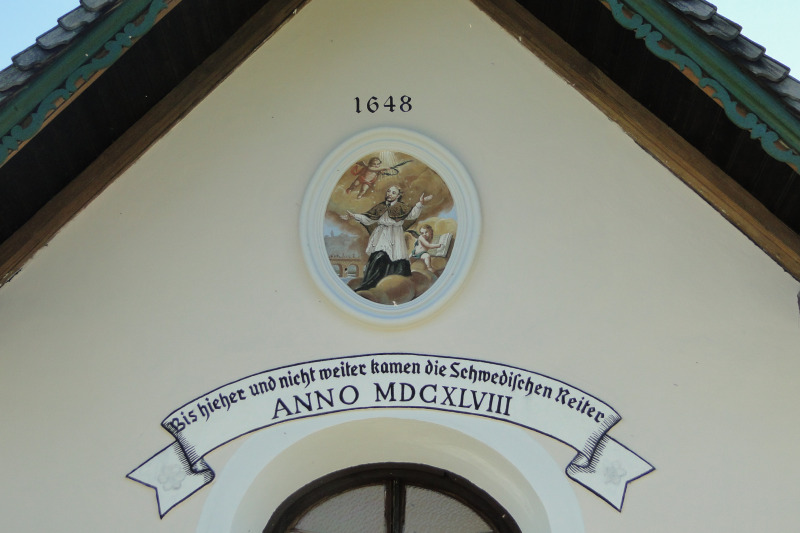 1648
Bis hieher und nicht weiter kamen die Schwediſchen Reiter
ANNO MDCXLVIII